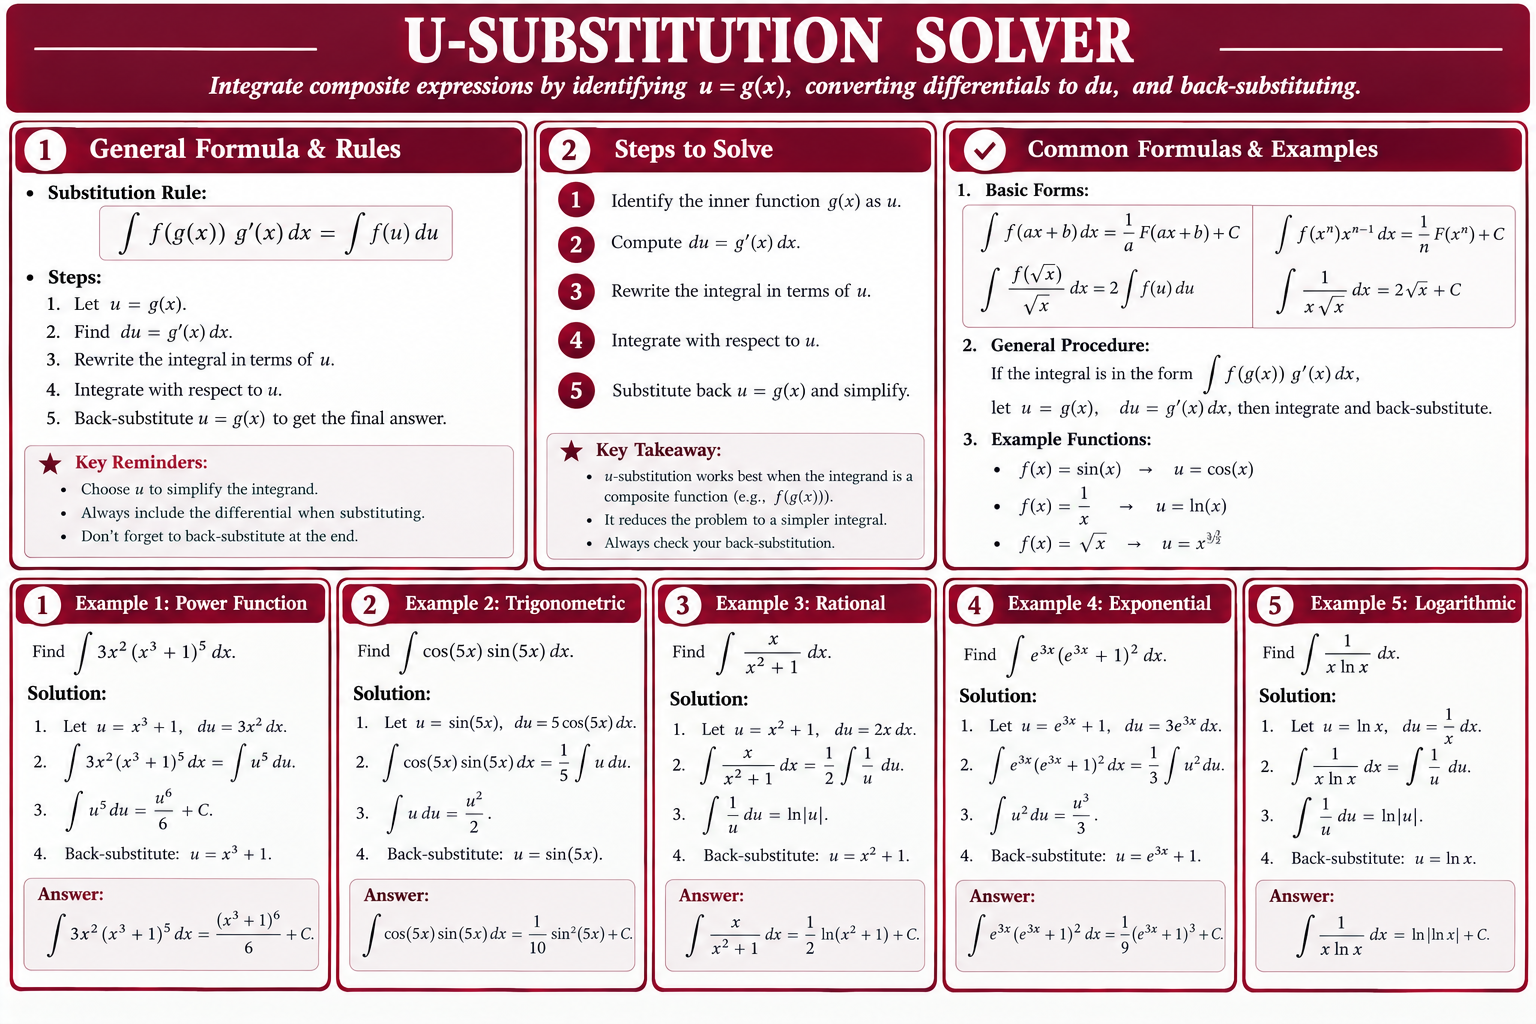 U-SUBSTITUTION SOLVER
Integrate composite expressions by identifying u = g(x), converting differentials to du, and back-substituting.
1 General Formula & Rules
• Substitution Rule:
∫ f(g(x)) g′(x) dx = ∫ f(u) du
• Steps:
1. Let u = g(x).
2. Find du = g′(x) dx.
3. Rewrite the integral in terms of u.
4. Integrate with respect to u.
5. Back-substitute u = g(x) to get the final answer.
★ Key Reminders:
• Choose u to simplify the integrand.
• Always include the differential when substituting.
• Don't forget to back-substitute at the end.
2 Steps to Solve
1 Identify the inner function g(x) as u.
2 Compute du = g′(x) dx.
3 Rewrite the integral in terms of u.
4 Integrate with respect to u.
5 Substitute back u = g(x) and simplify.
★ Key Takeaway:
• u-substitution works best when the integrand is a
composite function (e.g., f(g(x))).
• It reduces the problem to a simpler integral.
• Always check your back-substitution.
✓ Common Formulas & Examples
1. Basic Forms:
∫ f(ax + b) dx = 1/a F(ax + b) + C
∫ f(xⁿ)xⁿ⁻¹ dx = 1/n F(xⁿ) + C
∫ f(√x)/√x dx = 2 ∫ f(u) du
∫ 1/(x √x) dx = 2√x + C
2. General Procedure:
If the integral is in the form ∫ f(g(x)) g′(x) dx,
let u = g(x), du = g′(x) dx, then integrate and back-substitute.
3. Example Functions:
• f(x) = sin(x) → u = cos(x)
• f(x) = 1/x → u = ln(x)
• f(x) = √x → u = x
1 Example 1: Power Function
Find ∫ 3x² (x³ + 1)⁵ dx.
Solution:
1. Let u = x³ + 1, du = 3x² dx.
2. ∫ 3x² (x³ + 1)⁵ dx = ∫ u⁵ du.
3. ∫ u⁵ du = u⁶/6 + C.
4. Back-substitute: u = x³ + 1.
Answer:
∫ 3x² (x³ + 1)⁵ dx = (x³ + 1)⁶/6 + C.
2 Example 2: Trigonometric
Find ∫ cos(5x) sin(5x) dx.
Solution:
1. Let u = sin(5x), du = 5 cos(5x) dx.
2. ∫ cos(5x) sin(5x) dx = 1/5 ∫ u du.
3. ∫ u du = u²/2 .
4. Back-substitute: u = sin(5x).
Answer:
∫ cos(5x) sin(5x) dx = 1/10 sin²(5x) + C.
3 Example 3: Rational
Find ∫ x/(x² + 1) dx.
Solution:
1. Let u = x² + 1, du = 2x dx.
2. ∫ x/(x² + 1) dx = 1/2 ∫ 1/u du.
3. ∫ 1/u du = ln|u|.
4. Back-substitute: u = x² + 1.
Answer:
∫ x/(x² + 1) dx = 1/2 ln(x² + 1) + C.
4 Example 4: Exponential
Find ∫ e³ˣ (e³ˣ + 1)² dx.
Solution:
1. Let u = e³ˣ + 1, du = 3e³ˣ dx.
2. ∫ e³ˣ (e³ˣ + 1)² dx = 1/3 ∫ u² du.
3. ∫ u² du = u³/3 .
4. Back-substitute: u = e³ˣ + 1.
Answer:
∫ e³ˣ (e³ˣ + 1)² dx = 1/9 (e³ˣ + 1)³ + C.
5 Example 5: Logarithmic
Find ∫ 1/(x ln x) dx.
Solution:
1. Let u = ln x, du = 1/x dx.
2. ∫ 1/(x ln x) dx = ∫ 1/u du.
3. ∫ 1/u du = ln|u|.
4. Back-substitute: u = ln x.
Answer:
∫ 1/(x ln x) dx = ln|ln x| + C.